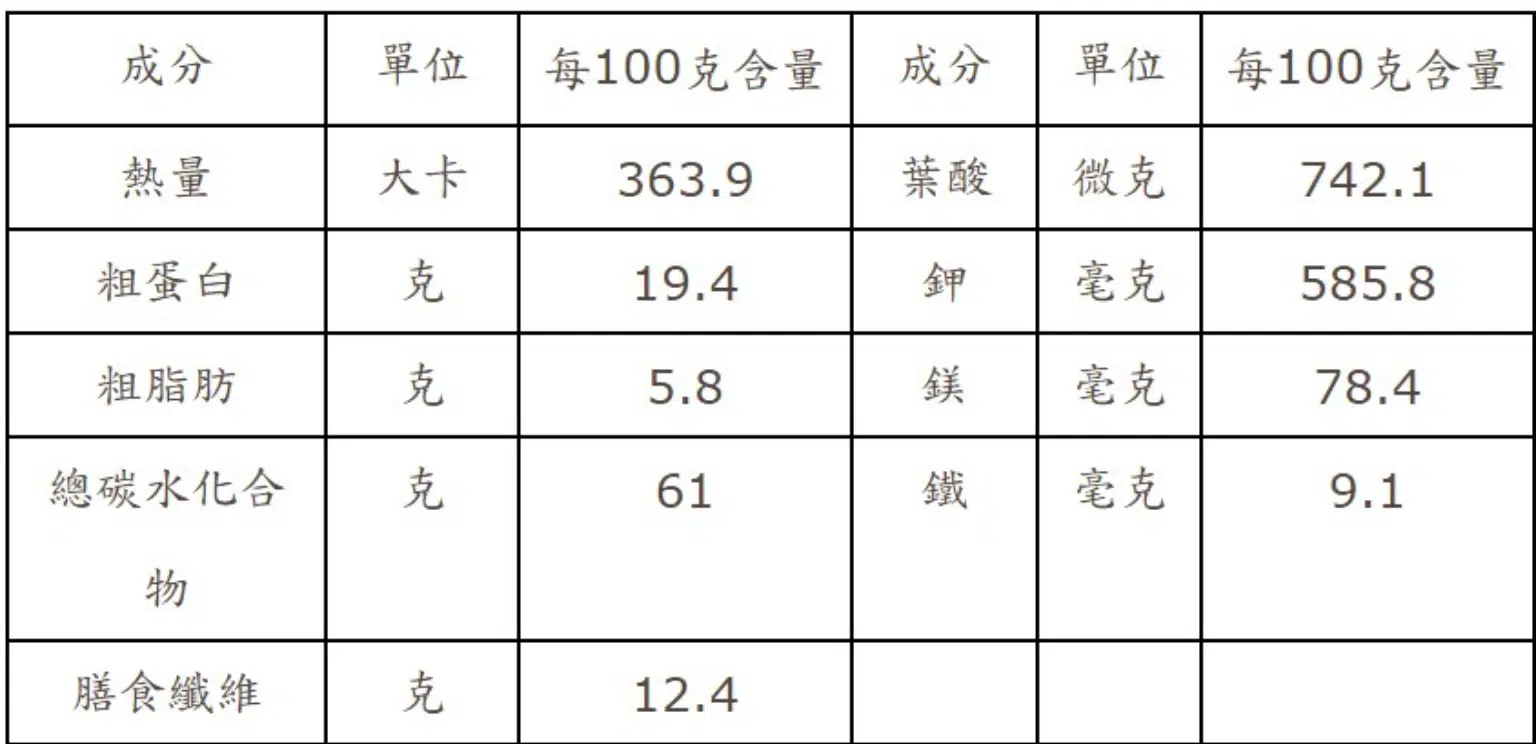 成分 單位 每100克含量 成分 單位 每100克含量
熱量 大卡 363.9 葉酸 微克 742.1
粗蛋白 克 19.4 鉀 毫克 585.8
粗脂肪 克 5.8 鎂 毫克 78.4
總碳水化合 克 61 鐵 毫克 9.1
物
膳食纖維 克 12.4